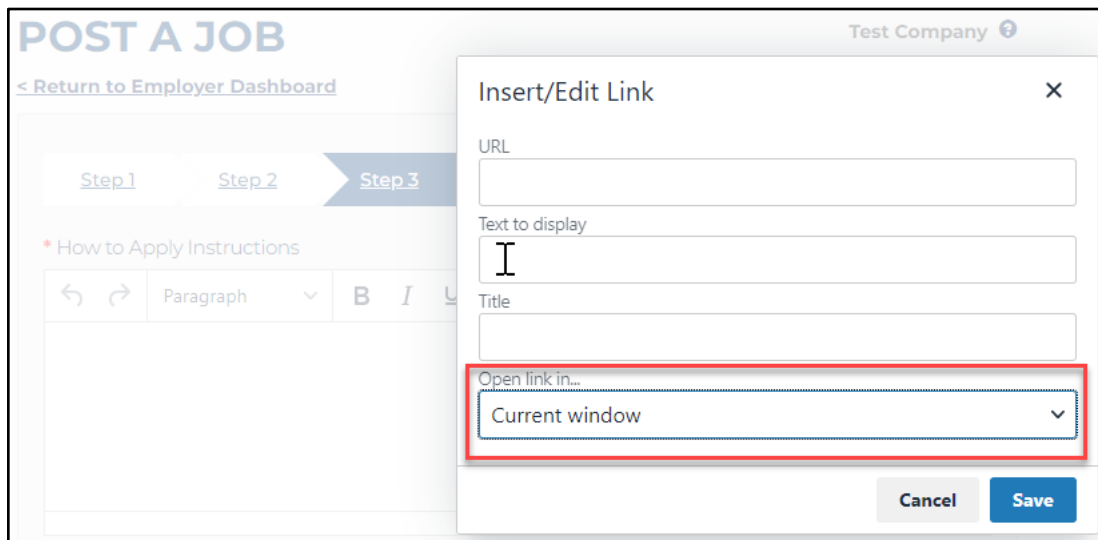 POST A JOB
Test Company
< Return to Employer Dashboard
Step 1
Step 2
Step 3
* How to Apply Instructions
Paragraph
B I U
Insert/Edit Link
URL
Text to display
Title
Open link in...
Current window
Cancel
Save